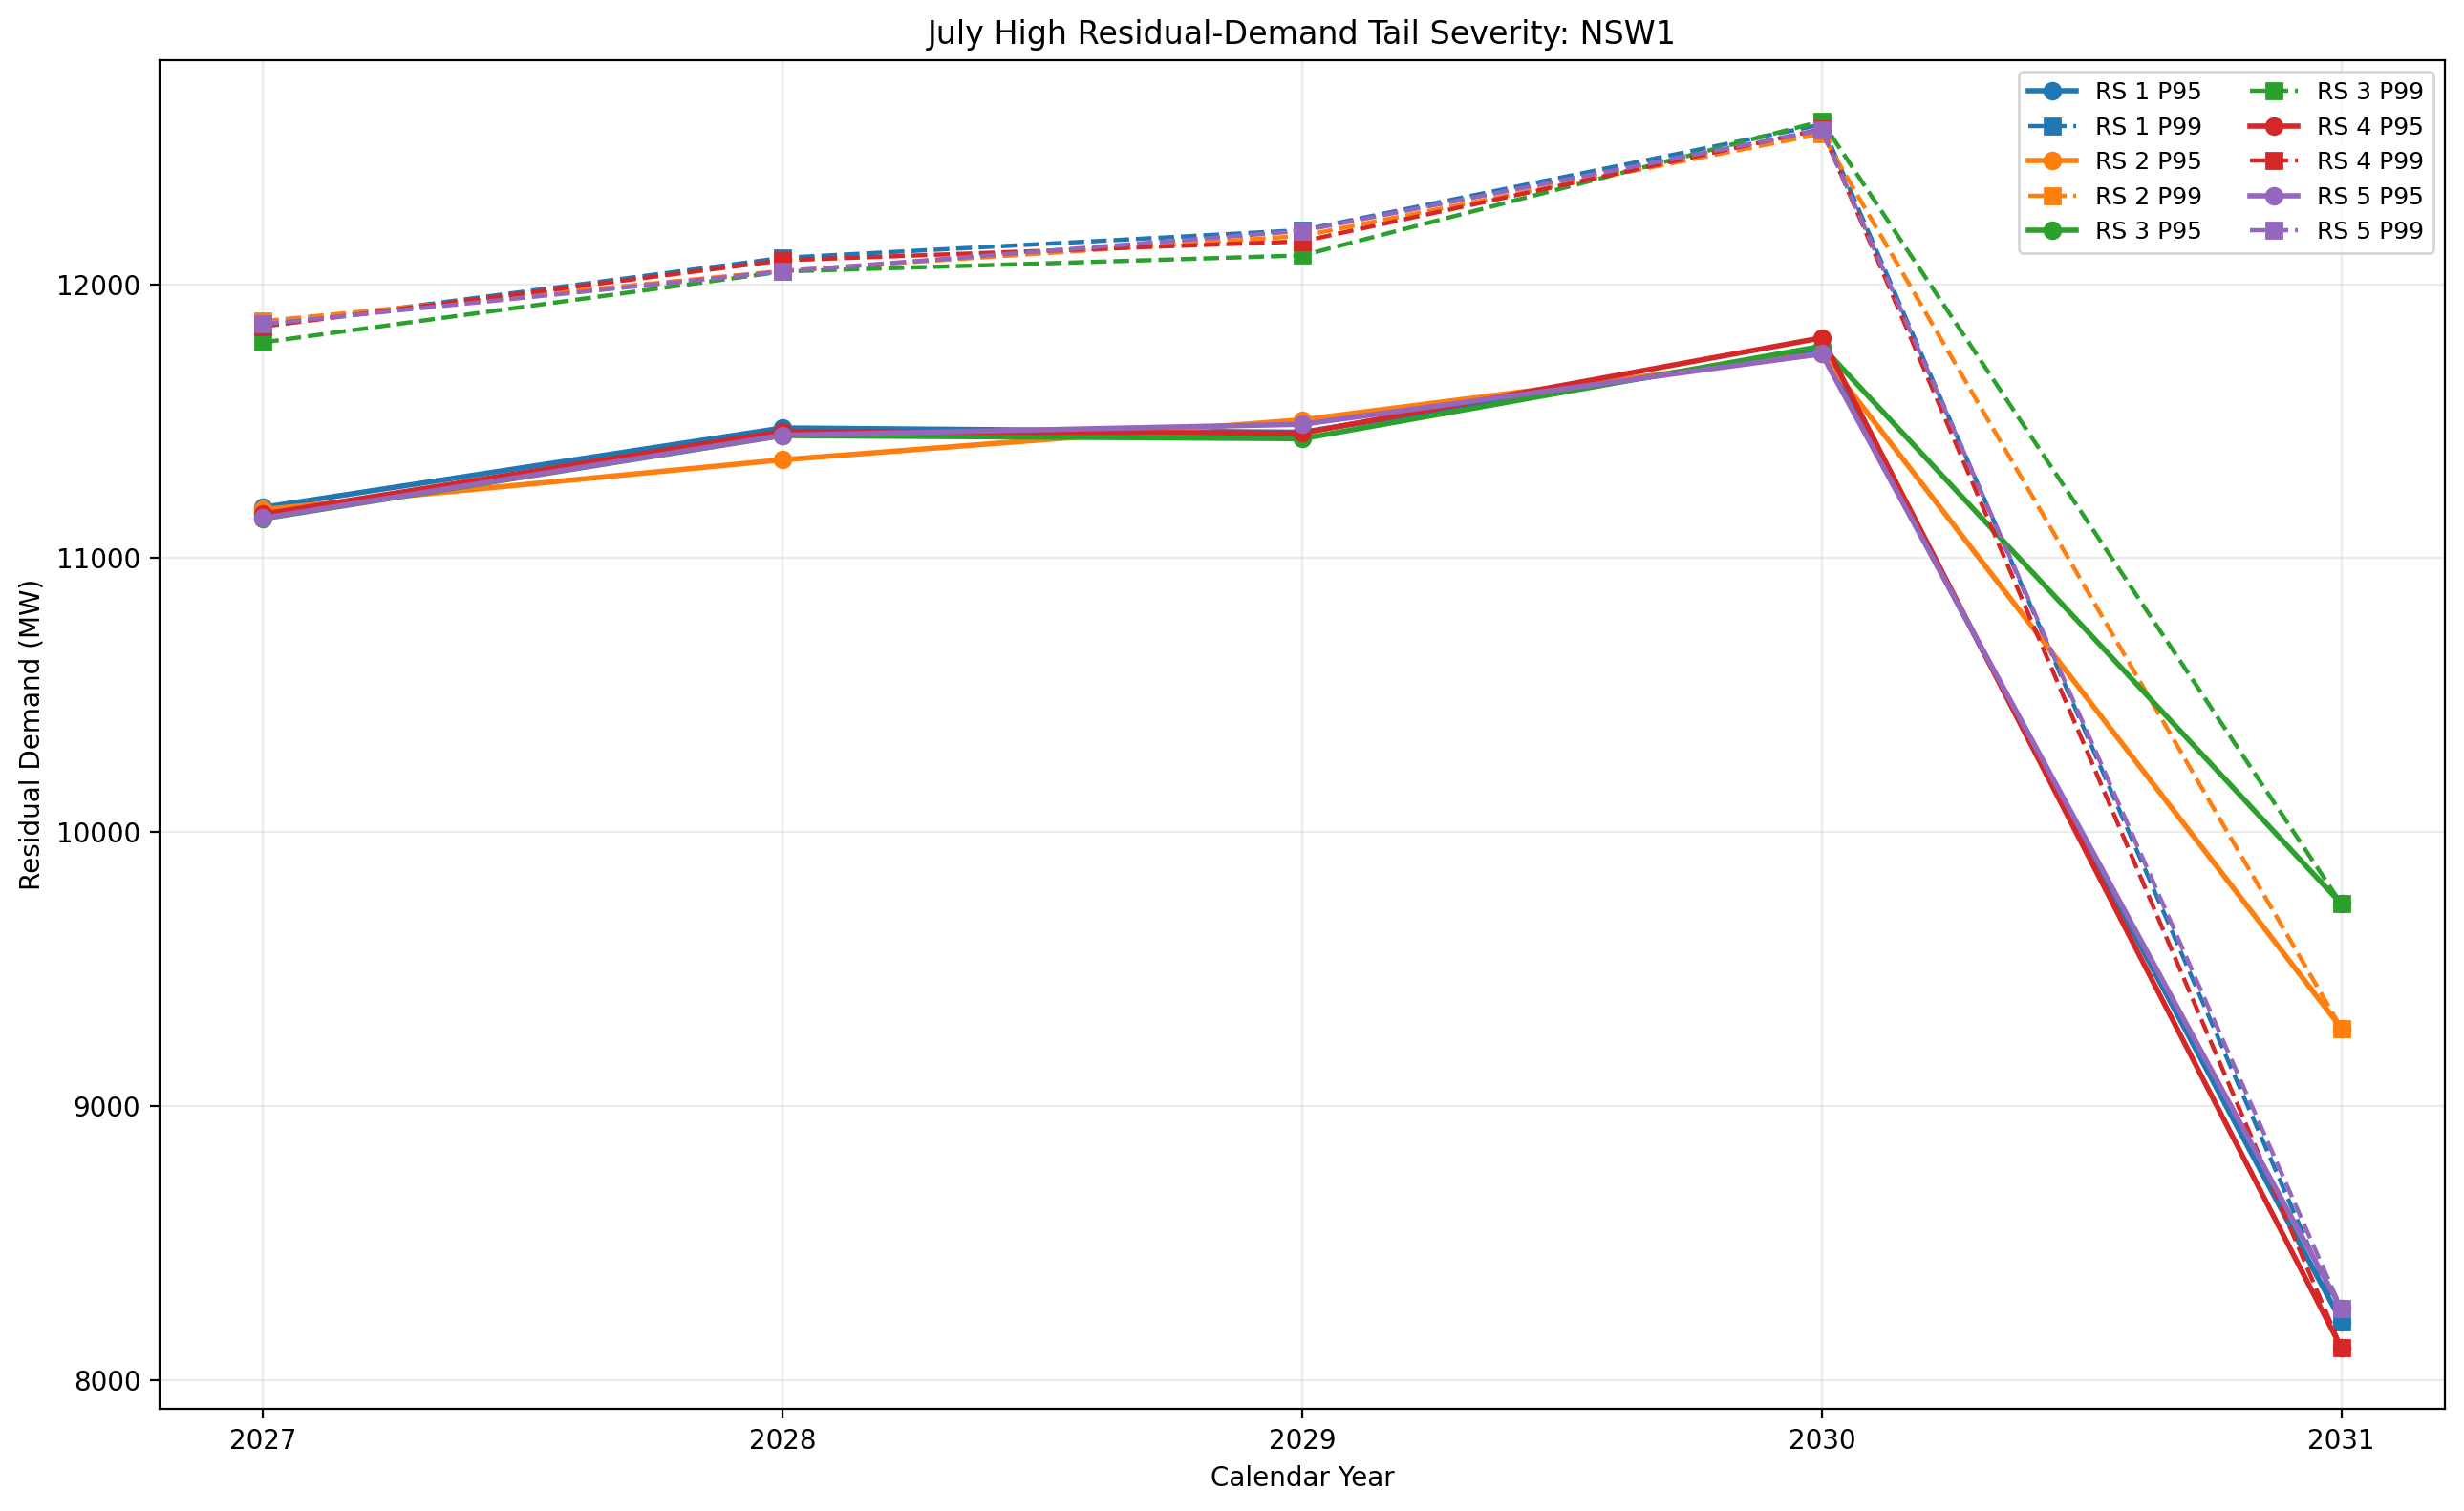 July High Residual-Demand Tail Severity: NSW1
RS 1 P95
RS 1 P99
RS 2 P95
RS 2 P99
RS 3 P95
RS 3 P99
RS 4 P95
RS 4 P99
RS 5 P95
RS 5 P99
Residual Demand (MW)
12000
11000
10000
9000
8000
2027 2028 2029 2030 2031
Calendar Year